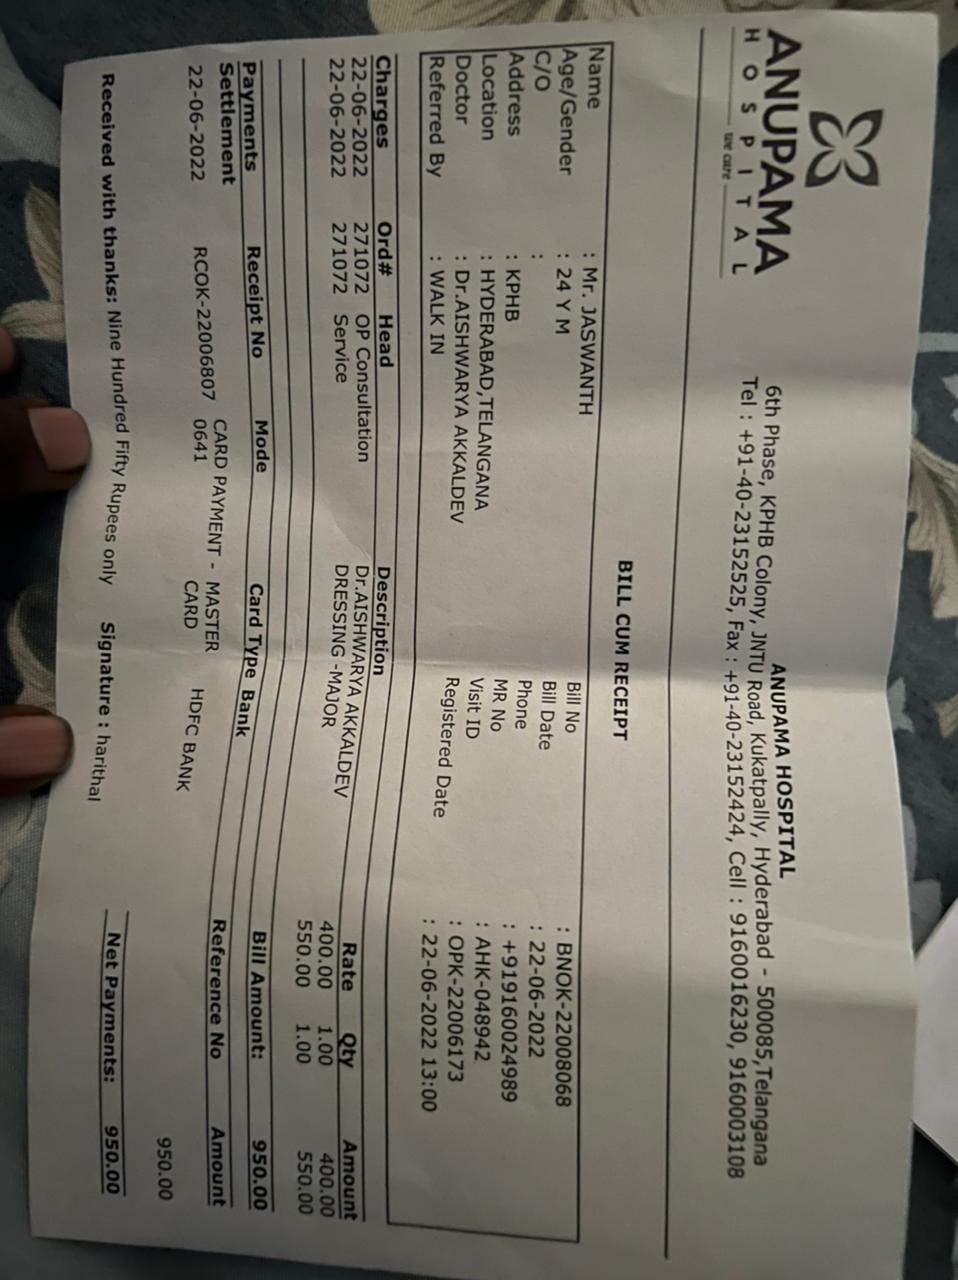 ANUPAMA
HOSPITAL
we care
ANUPAMA HOSPITAL
6th Phase, KPHB Colony, JNTU Road, Kukatpally, Hyderabad - 500085,Telangana
Tel : +91-40-23152525, Fax : +91-40-23152424, Cell : 9160016230, 9160003108
BILL CUM RECEIPT
Name : Mr. JASWANTH
Age/Gender : 24 Y M
C/O :
Address : KPHB
Location : HYDERABAD,TELANGANA
Doctor : Dr.AISHWARYA AKKALDEV
Referred By : WALK IN
Bill No : BNOK-22008068
Bill Date : 22-06-2022
Phone : +919160024989
MR No : AHK-048942
Visit ID : OPK-22006173
Registered Date : 22-06-2022 13:00
Charges Ord# Head Description Rate Qty Amount
22-06-2022 271072 OP Consultation Dr.AISHWARYA AKKALDEV 400.00 1.00 400.00
22-06-2022 271072 Service DRESSING -MAJOR 550.00 1.00 550.00
Bill Amount: 950.00
Payments Receipt No Mode Card Type Bank Reference No Amount
Settlement
22-06-2022 RCOK-22006807 CARD PAYMENT - MASTER HDFC BANK 950.00
0641 CARD
Net Payments: 950.00
Received with thanks: Nine Hundred Fifty Rupees only Signature : harithal